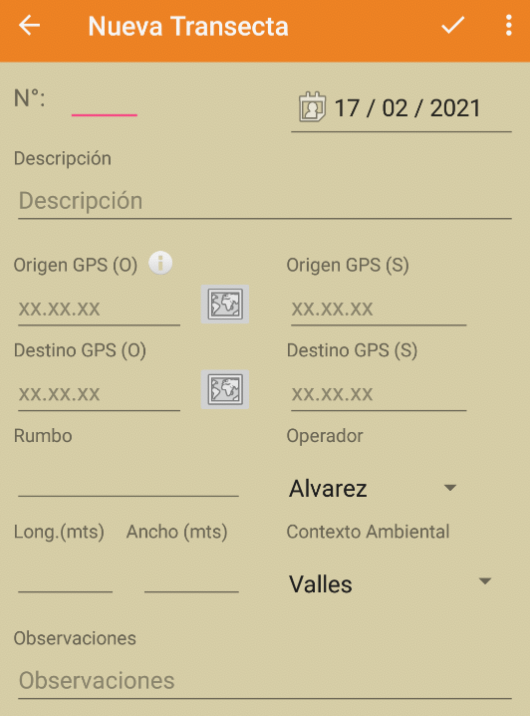 Nueva Transecta
N°:
17 / 02 / 2021
Descripción
Descripción
Origen GPS (O) Origen GPS (S)
xx.xx.xx xx.xx.xx
Destino GPS (O) Destino GPS (S)
xx.xx.xx xx.xx.xx
Rumbo Operador
Alvarez
Long.(mts) Ancho (mts) Contexto Ambiental
Valles
Observaciones
Observaciones